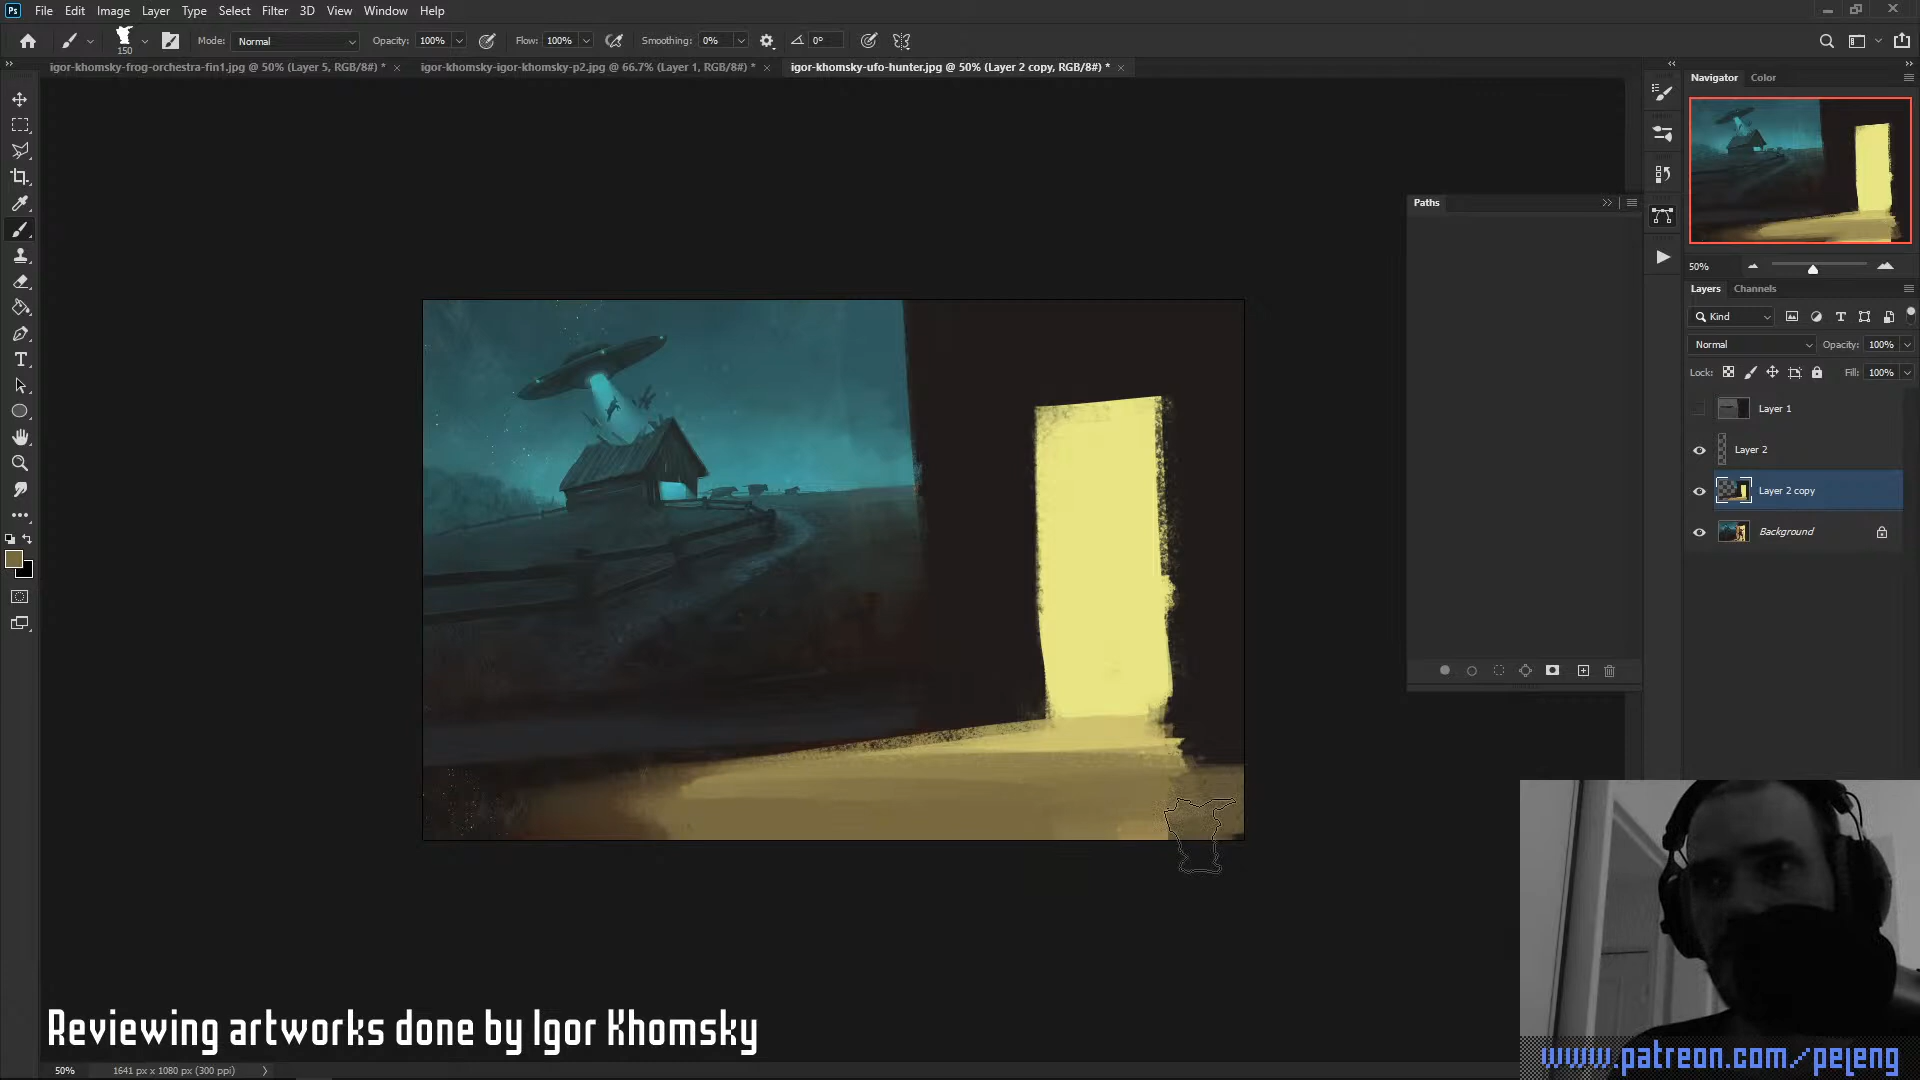 Ps File Edit Image Layer Type Select Filter 3D View Window Help
150 Mode: Normal Opacity: 100% Flow: 100% Smoothing: 0% 0°
igor-khomsky-frog-orchestra-fin1.jpg @ 50% (Layer 5, RGB/8#) * igor-khomsky-igor-khomsky-p2.jpg @ 66.7% (Layer 1, RGB/8#) * igor-khomsky-ufo-hunter.jpg @ 50% (Layer 2 copy, RGB/8#) *
Navigator Color
Paths
50%
Layers Channels
Kind
Normal Opacity: 100%
Lock: Fill: 100%
Layer 1
Layer 2
Layer 2 copy
Background
Reviewing artworks done by Igor Khomsky
www.patreon.com/peleng
50% 1641 px x 1080 px (300 ppi)